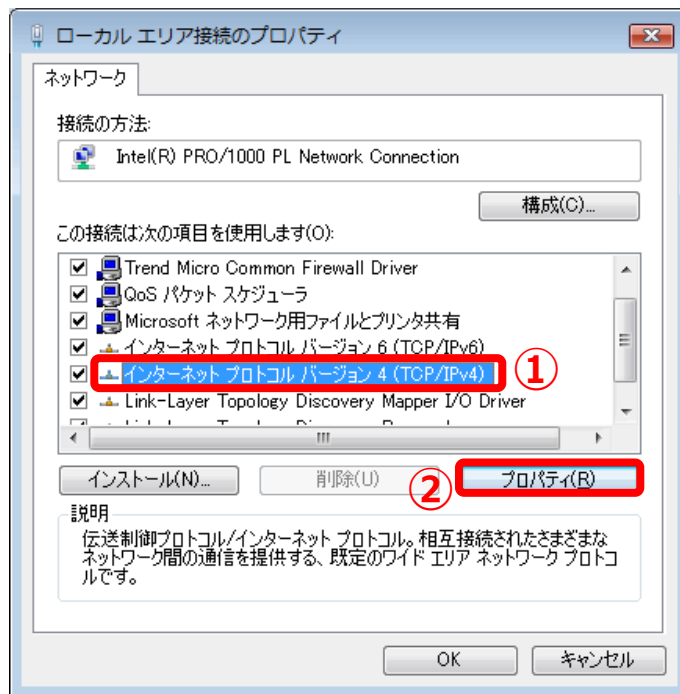 ローカル エリア接続のプロパティ
ネットワーク
接続の方法:
Intel(R) PRO/1000 PL Network Connection
構成(C)...
この接続は次の項目を使用します(O):
Trend Micro Common Firewall Driver
QoS パケット スケジューラ
Microsoft ネットワーク用ファイルとプリンタ共有
インターネット プロトコル バージョン 6 (TCP/IPv6)
インターネット プロトコル バージョン 4 (TCP/IPv4)
①
Link-Layer Topology Discovery Mapper I/O Driver
インストール(N)...
削除(U)
②
プロパティ(R)
説明
伝送制御プロトコル/インターネット プロトコル。相互接続されたさまざまな
ネットワーク間の通信を提供する、既定のワイド エリア ネットワーク プロトコ
ルです。
OK
キャンセル